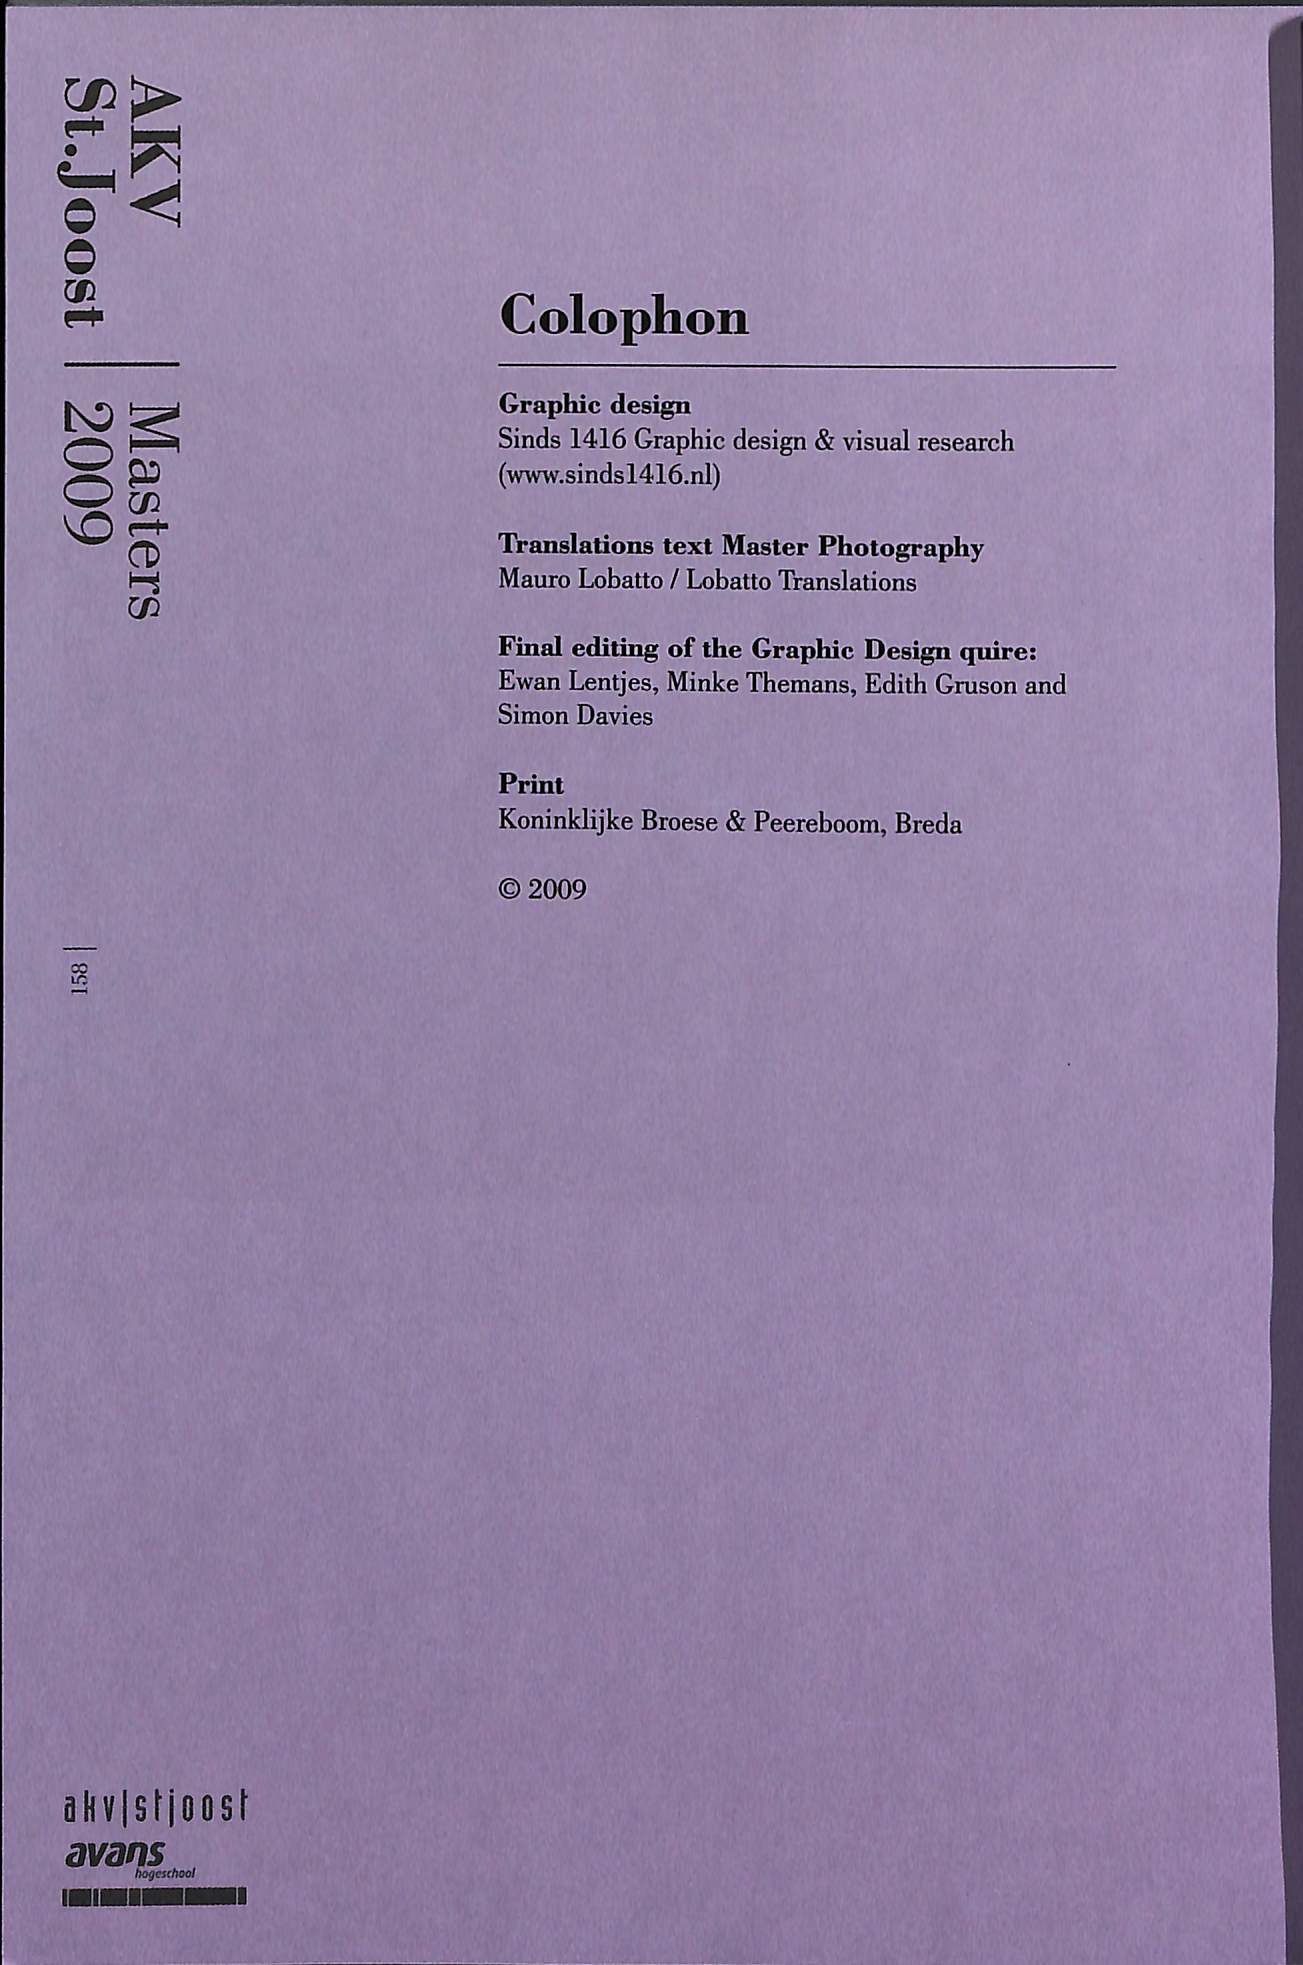 AKV | Masters
St.Joost | 2009
Colophon
Graphic design
Sinds 1416 Graphic design & visual research
(www.sinds1416.nl)
Translations text Master Photography
Mauro Lobatto / Lobatto Translations
Final editing of the Graphic Design quire:
Ewan Lentjes, Minke Themans, Edith Gruson and
Simon Davies
Print
Koninklijke Broese & Peereboom, Breda
© 2009
158
akv|stjoost
avans
hogeschool